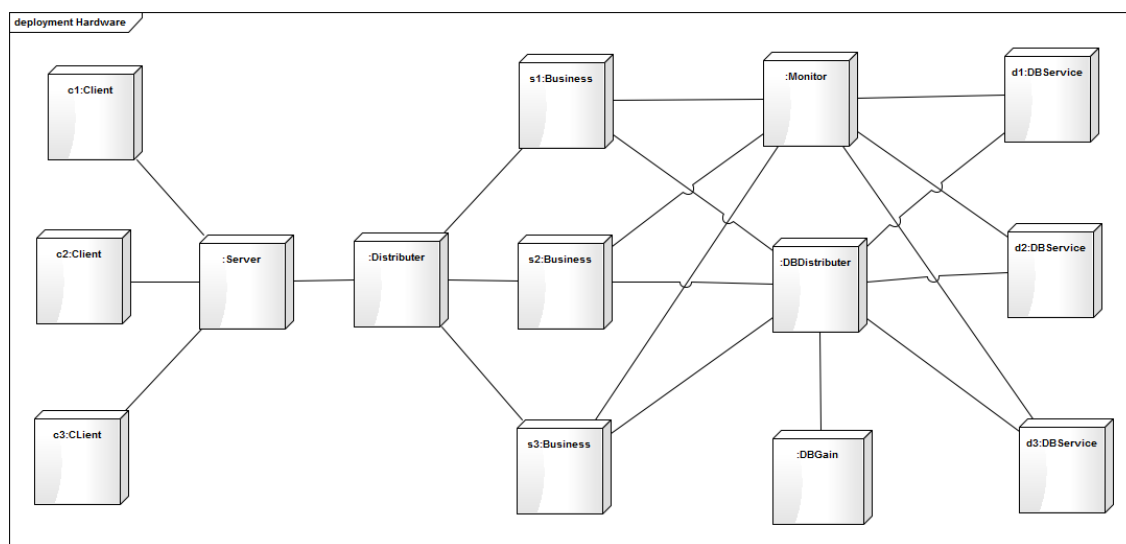 deployment Hardware
c1:Client
s1:Business
:Monitor
d1:DBService
c2:Client
:Server
:Distributer
s2:Business
:DBDistributer
d2:DBService
c3:CLient
s3:Business
:DBGain
d3:DBService